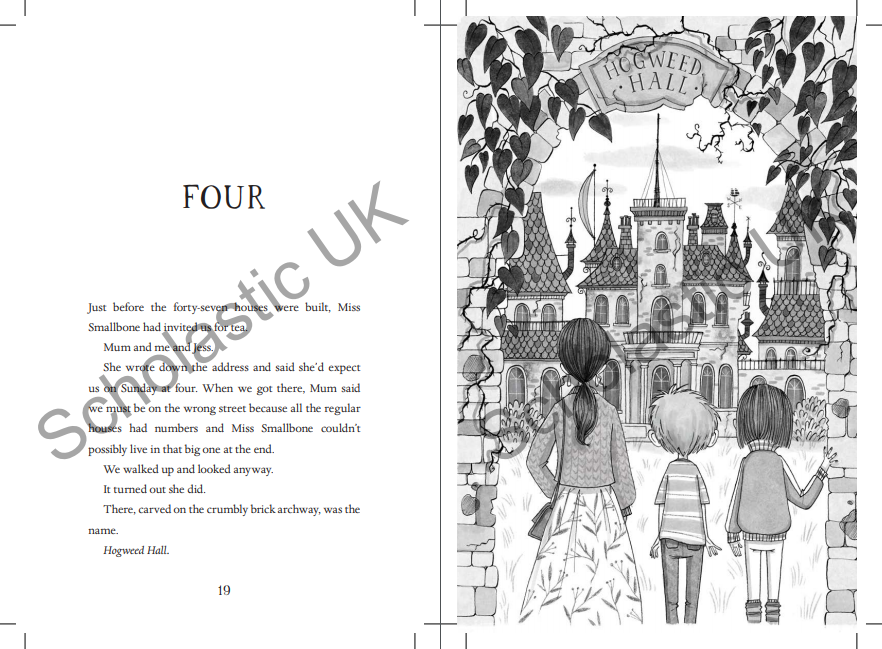 FOUR
Just before the forty-seven houses were built, Miss
Smallbone had invited us for tea.
Mum and me and Jess.
She wrote down the address and said she'd expect
us on Sunday at four. When we got there, Mum said
we must be on the wrong street because all the regular
houses had numbers and Miss Smallbone couldn't
possibly live in that big one at the end.
We walked up and looked anyway.
It turned out she did.
There, carved on the crumbly brick archway, was the
name.
Hogweed Hall.
19
Scholastic UK
HOGWEED
· HALL ·
Scholastic UK